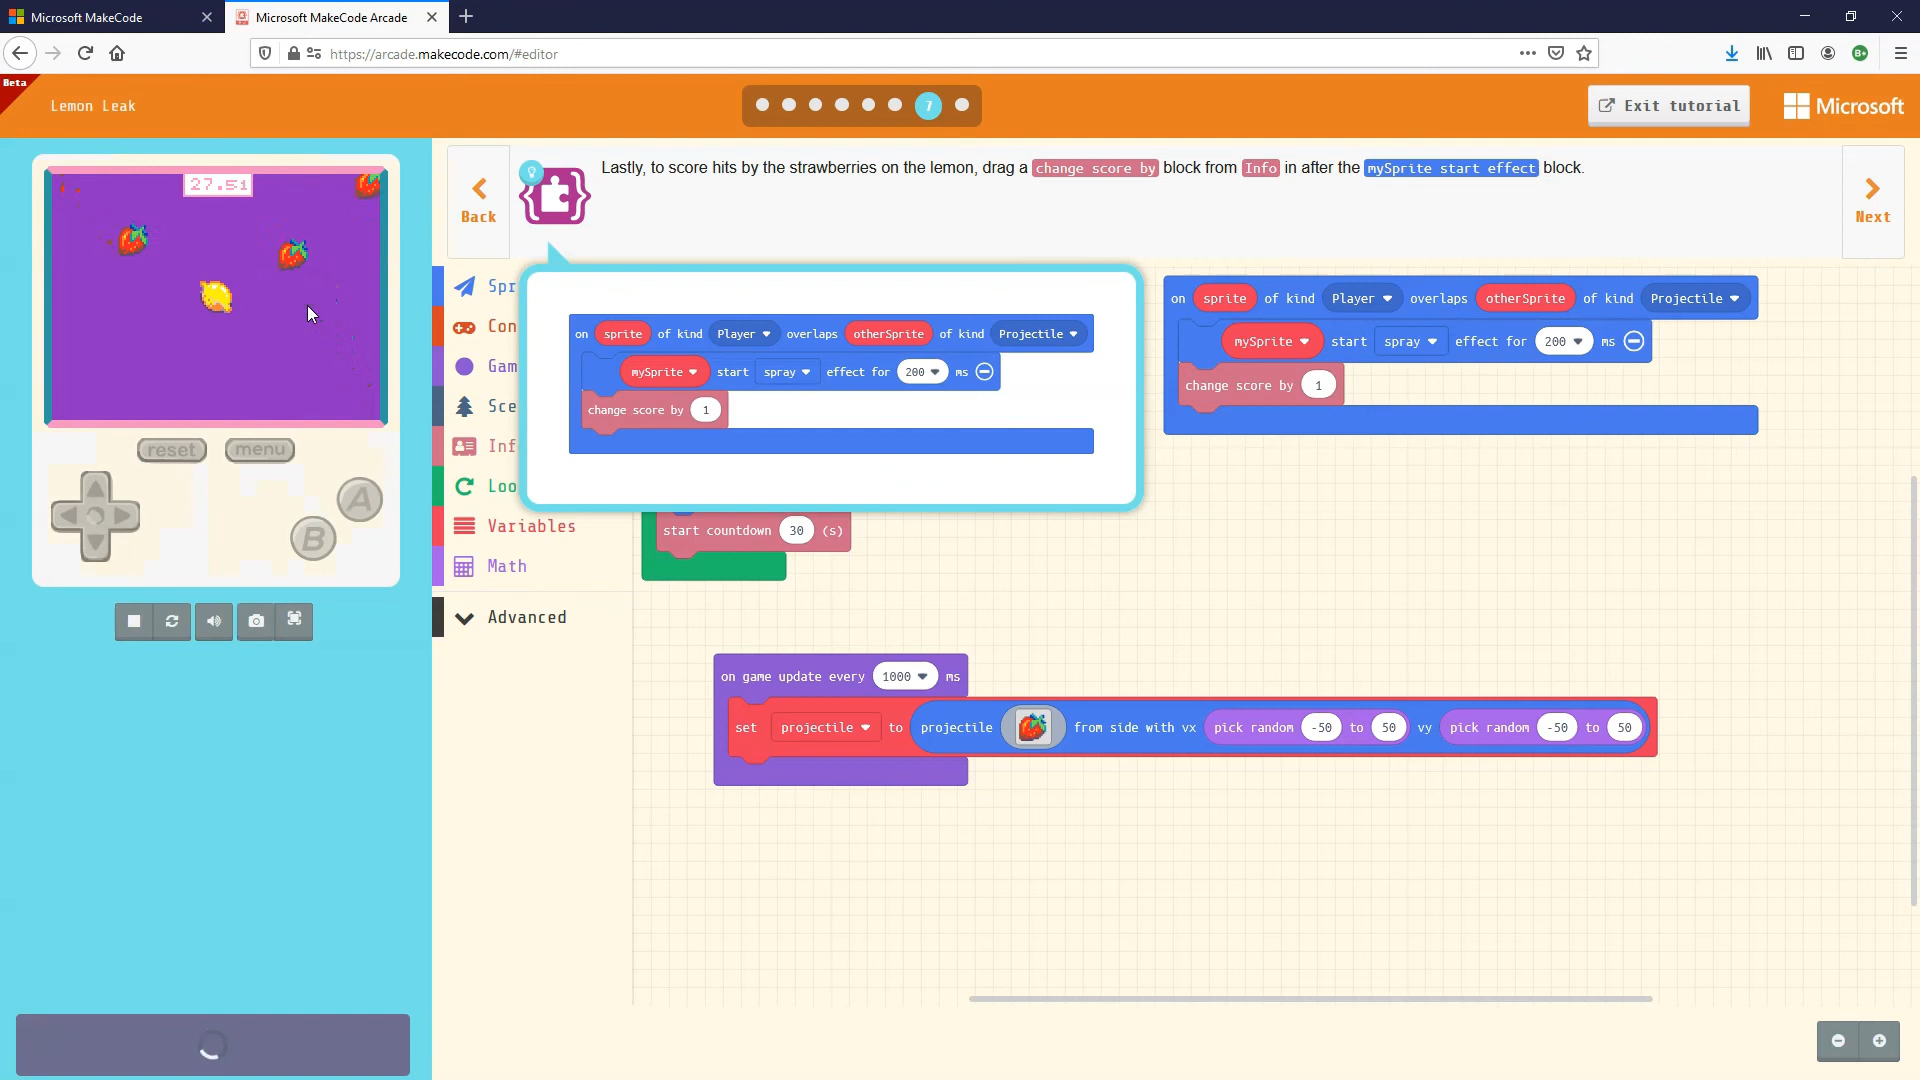 Microsoft MakeCode
Microsoft MakeCode Arcade
https://arcade.makecode.com/#editor
B+
Beta
Lemon Leak
7
Exit tutorial
Microsoft
Back
Lastly, to score hits by the strawberries on the lemon, drag a change score by block from Info in after the mySprite start effect block.
Next
27.51
reset
menu
A
B
Spr
Con
Gam
Sce
Inf
Loo
Variables
Math
Advanced
on sprite of kind Player overlaps otherSprite of kind Projectile
mySprite start spray effect for 200 ms
change score by 1
on sprite of kind Player overlaps otherSprite of kind Projectile
mySprite start spray effect for 200 ms
change score by 1
start countdown 30 (s)
on game update every 1000 ms
set projectile to projectile from side with vx pick random -50 to 50 vy pick random -50 to 50